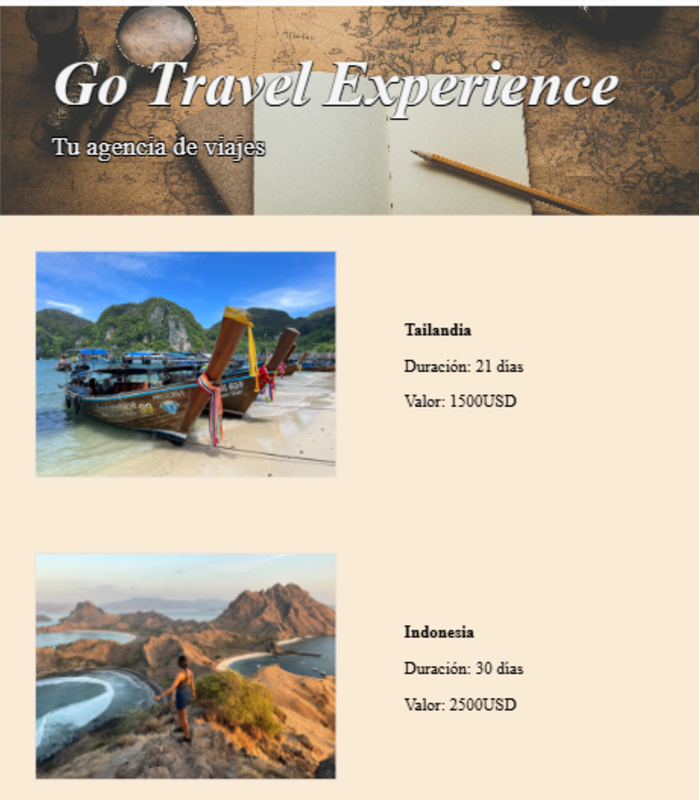 Go Travel Experience
Tu agencia de viajes
Tailandia
Duración: 21 días
Valor: 1500USD
Indonesia
Duración: 30 días
Valor: 2500USD